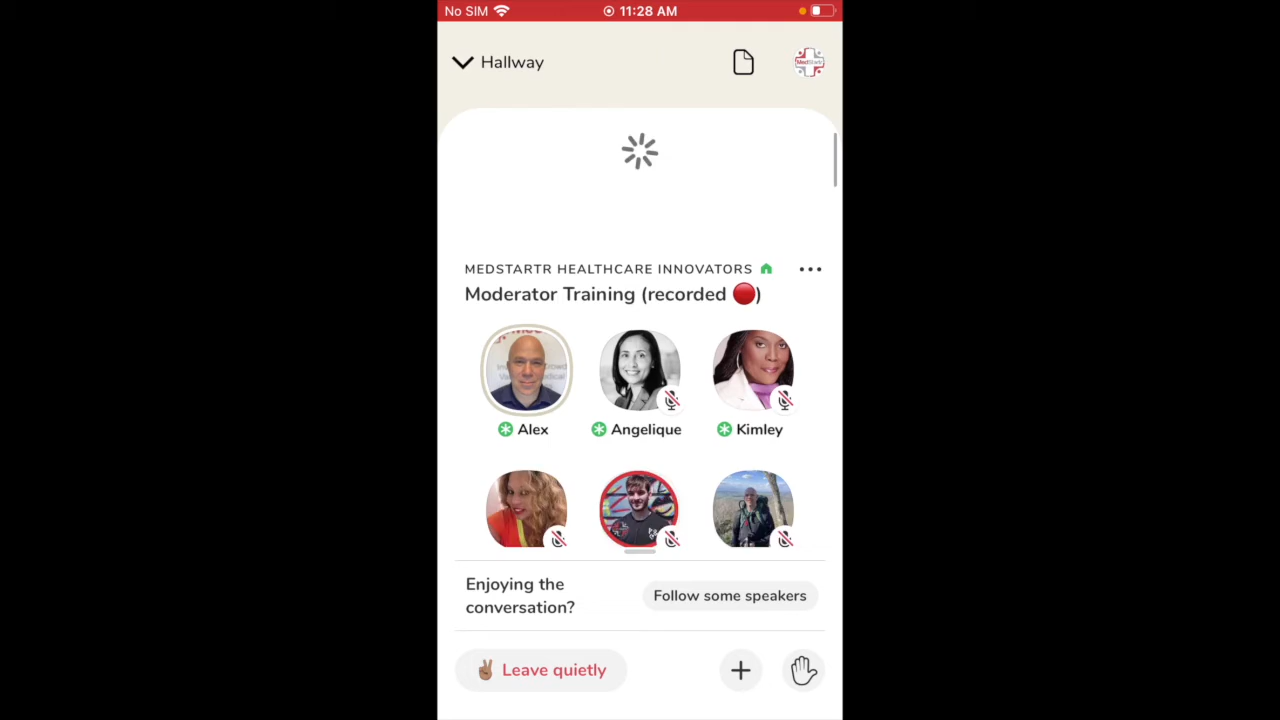 No SIM 11:28 AM
Hallway
MedStartr
MEDSTARTR HEALTHCARE INNOVATORS
Moderator Training (recorded 🔴)
Alex Angelique Kimley
Enjoying the
conversation?
Follow some speakers
✌🏽 Leave quietly